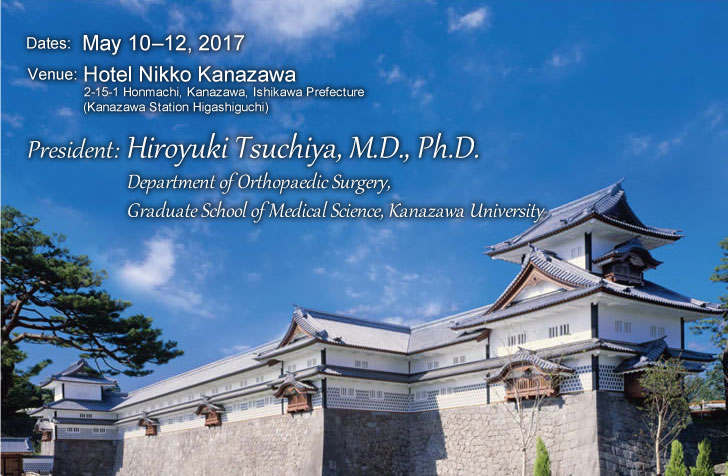 Dates: May 10–12, 2017
Venue: Hotel Nikko Kanazawa
2-15-1 Honmachi, Kanazawa, Ishikawa Prefecture
(Kanazawa Station Higashiguchi)
President: Hiroyuki Tsuchiya, M.D., Ph.D.
Department of Orthopaedic Surgery,
Graduate School of Medical Science, Kanazawa University